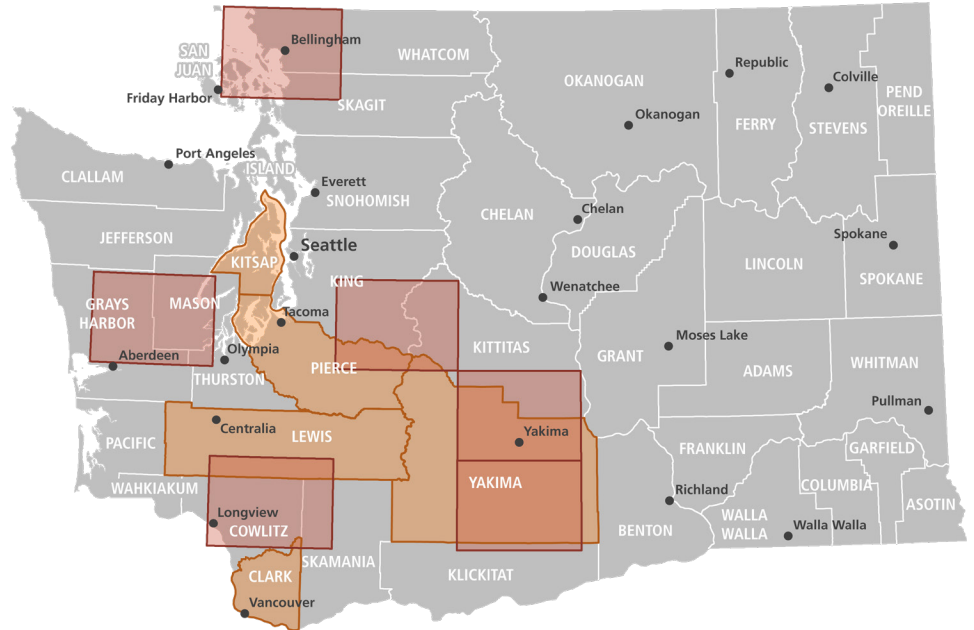 Bellingham
SAN
JUAN
WHATCOM
Republic
OKANOGAN
Colville
PEND
OREILLE
Friday Harbor
SKAGIT
Okanogan
FERRY
STEVENS
Port Angeles
ISLAND
CLALLAM
Everett
SNOHOMISH
CHELAN
Chelan
JEFFERSON
Seattle
DOUGLAS
Spokane
KITSAP
LINCOLN
SPOKANE
KING
Wenatchee
GRAYS
HARBOR
MASON
Tacoma
Moses Lake
Olympia
KITTITAS
Aberdeen
GRANT
PIERCE
THURSTON
ADAMS
WHITMAN
Pullman
Centralia
LEWIS
PACIFIC
Yakima
FRANKLIN
GARFIELD
YAKIMA
WAHKIAKUM
COLUMBIA
Richland
ASOTIN
Longview
COWLITZ
BENTON
WALLA
WALLA
Walla Walla
SKAMANIA
CLARK
KLICKITAT
Vancouver